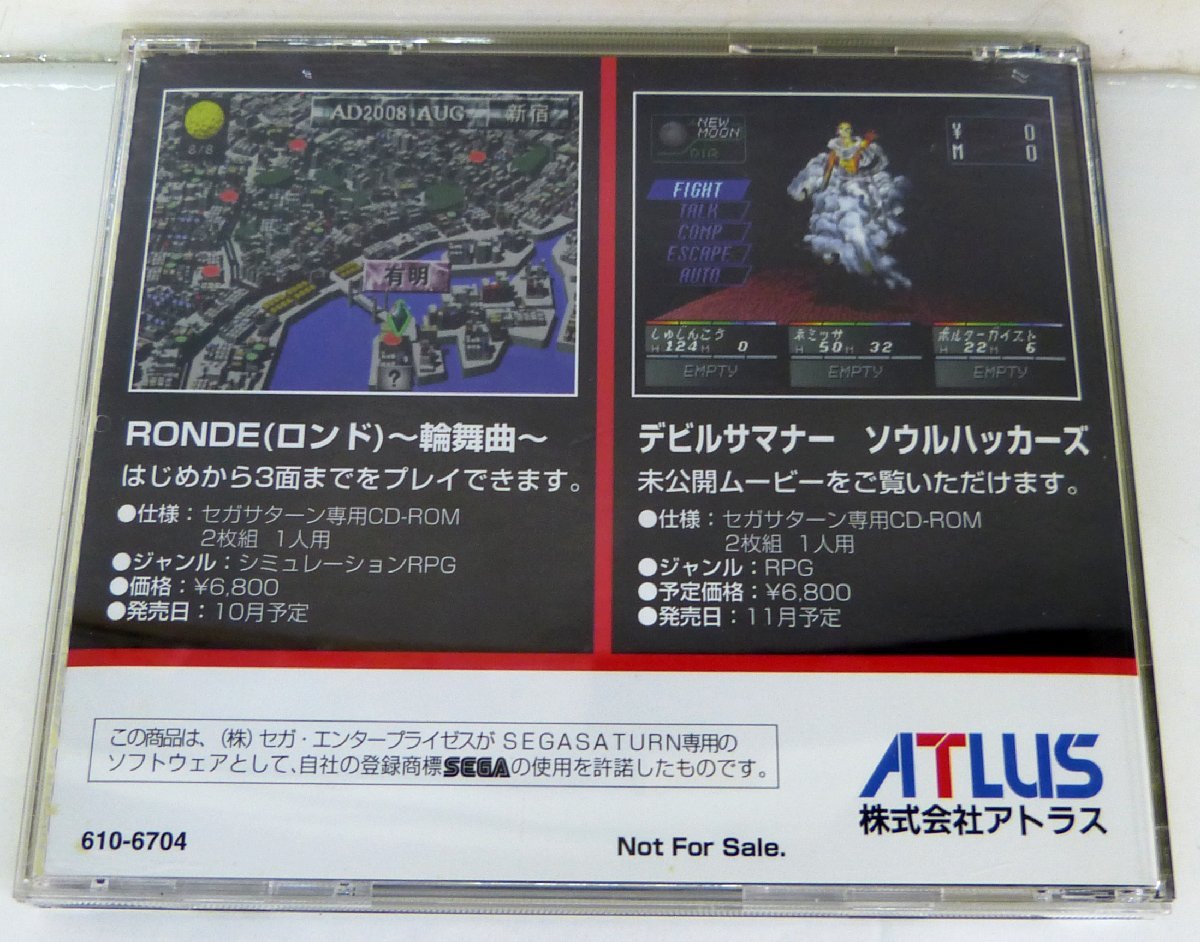 AD2008 AUG 新宿
8/8
有明
?
RONDE(ロンド)〜輪舞曲〜
はじめから3面までをプレイできます。
●仕様：セガサターン専用CD-ROM
2枚組 1人用
●ジャンル：シミュレーションRPG
●価格：¥6,800
●発売日：10月予定
NEW
MOON
¥ 0
M 0
FIGHT
TALK
COMP
ESCAPE
AUTO
しゅしんこう ネミッサ ポルターガイスト
H 124 M 0 H 50 M 32 H 22 M 6
EMPTY EMPTY EMPTY
デビルサマナー ソウルハッカーズ
未公開ムービーをご覧いただけます。
●仕様：セガサターン専用CD-ROM
2枚組 1人用
●ジャンル：RPG
●予定価格：¥6,800
●発売日：11月予定
この商品は、(株)セガ・エンタープライゼスが SEGASATURN専用の
ソフトウェアとして、自社の登録商標SEGAの使用を許諾したものです。
ATLUS
株式会社アトラス
610-6704
Not For Sale.